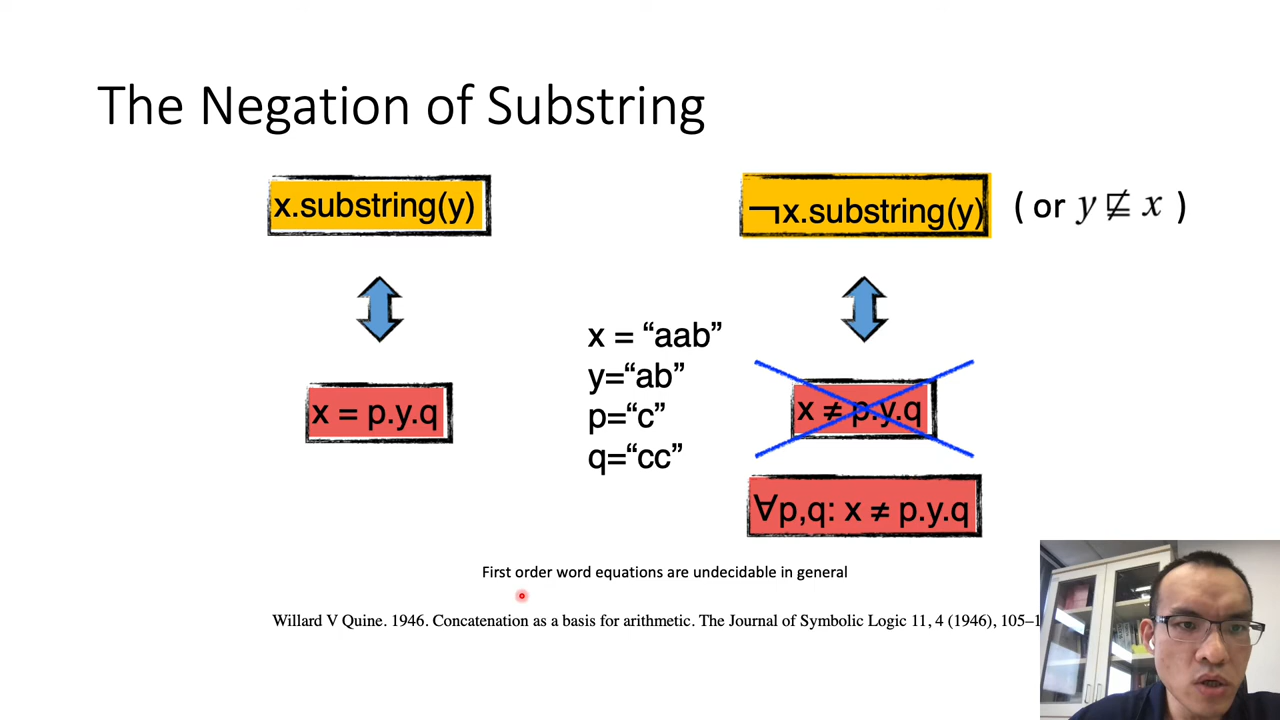 The Negation of Substring
x.substring(y)
¬x.substring(y)
( or y ⋢ x )
x = “aab”
y=“ab”
p=“c”
q=“cc”
x = p.y.q
x ≠ p.y.q
∀p,q: x ≠ p.y.q
First order word equations are undecidable in general
Willard V Quine. 1946. Concatenation as a basis for arithmetic. The Journal of Symbolic Logic 11, 4 (1946), 105–1